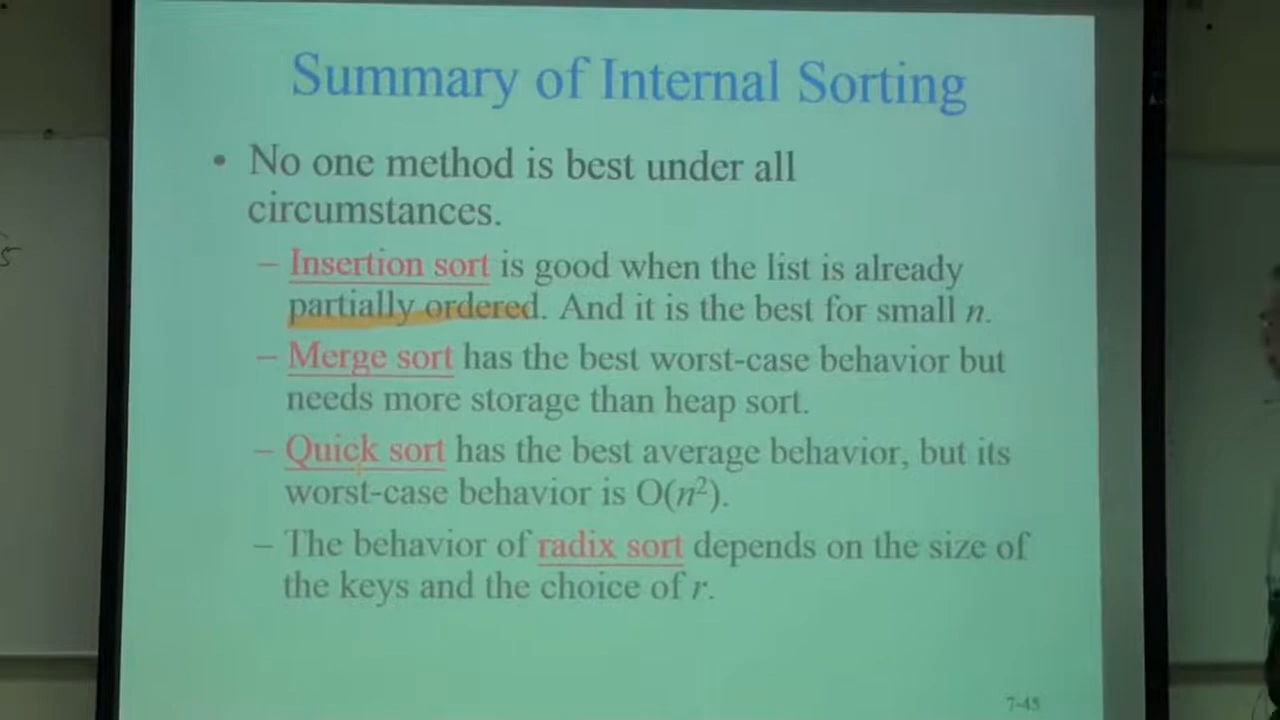 Summary of Internal Sorting
• No one method is best under all
circumstances.
– Insertion sort is good when the list is already
partially ordered. And it is the best for small n.
– Merge sort has the best worst-case behavior but
needs more storage than heap sort.
– Quick sort has the best average behavior, but its
worst-case behavior is O(n²).
– The behavior of radix sort depends on the size of
the keys and the choice of r.
7-45